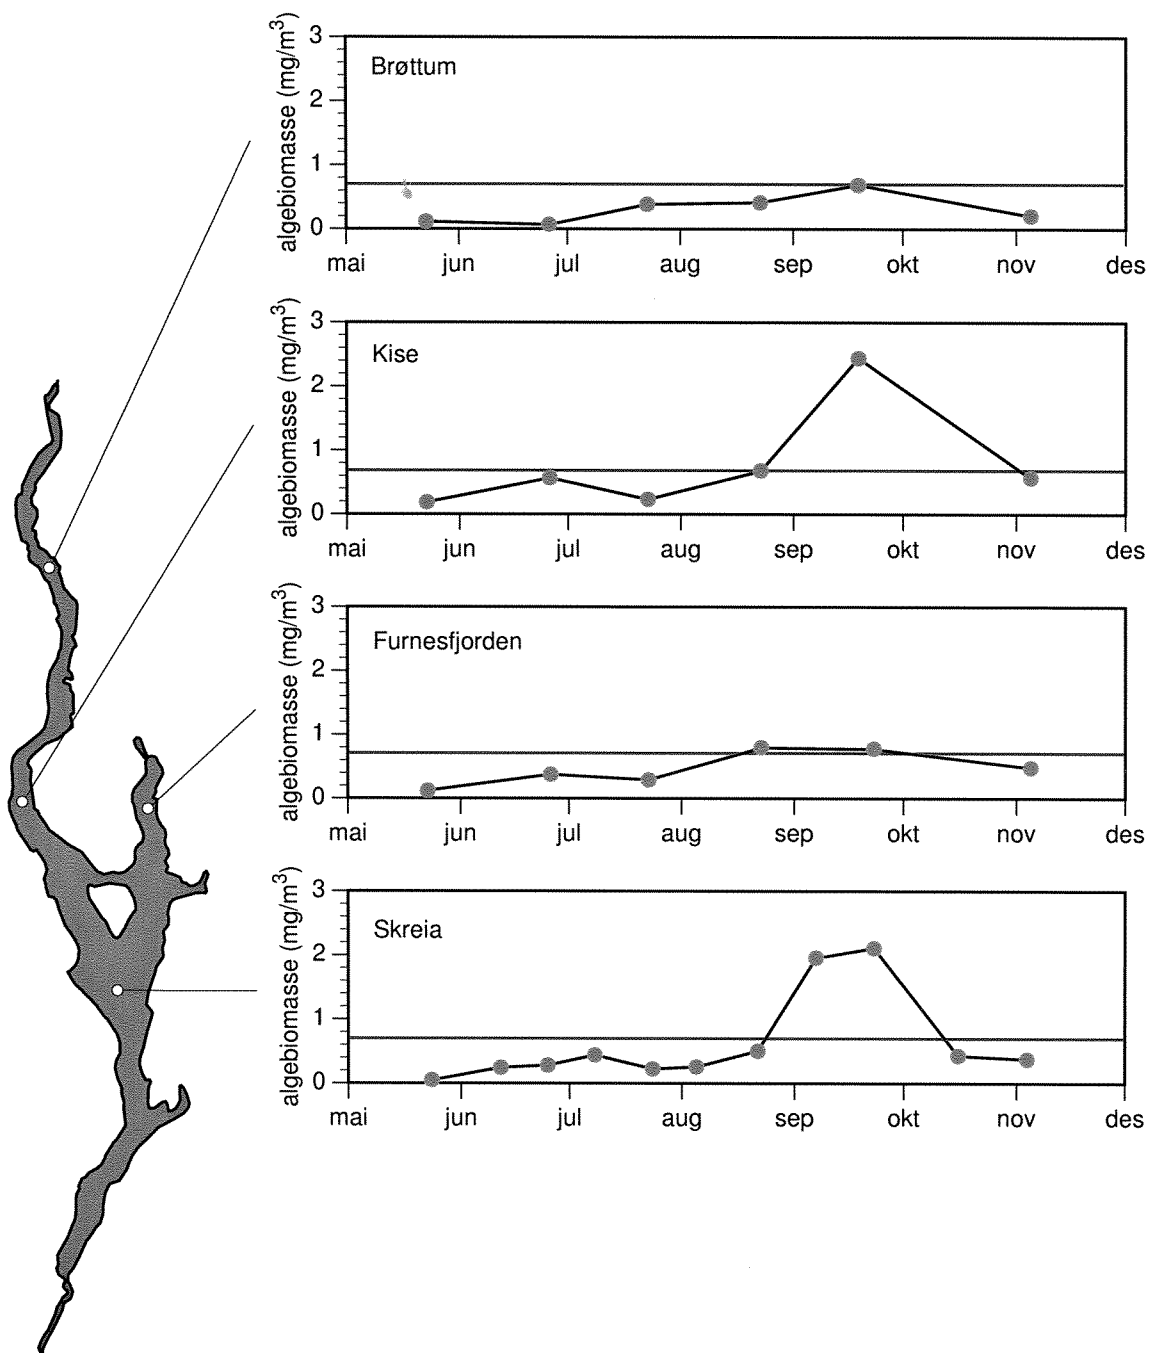 algebiomasse (mg/m³)
3
2
1
0
Brøttum
mai jun jul aug sep okt nov des
algebiomasse (mg/m³)
3
2
1
0
Kise
mai jun jul aug sep okt nov des
algebiomasse (mg/m³)
3
2
1
0
Furnesfjorden
mai jun jul aug sep okt nov des
algebiomasse (mg/m³)
3
2
1
0
Skreia
mai jun jul aug sep okt nov des